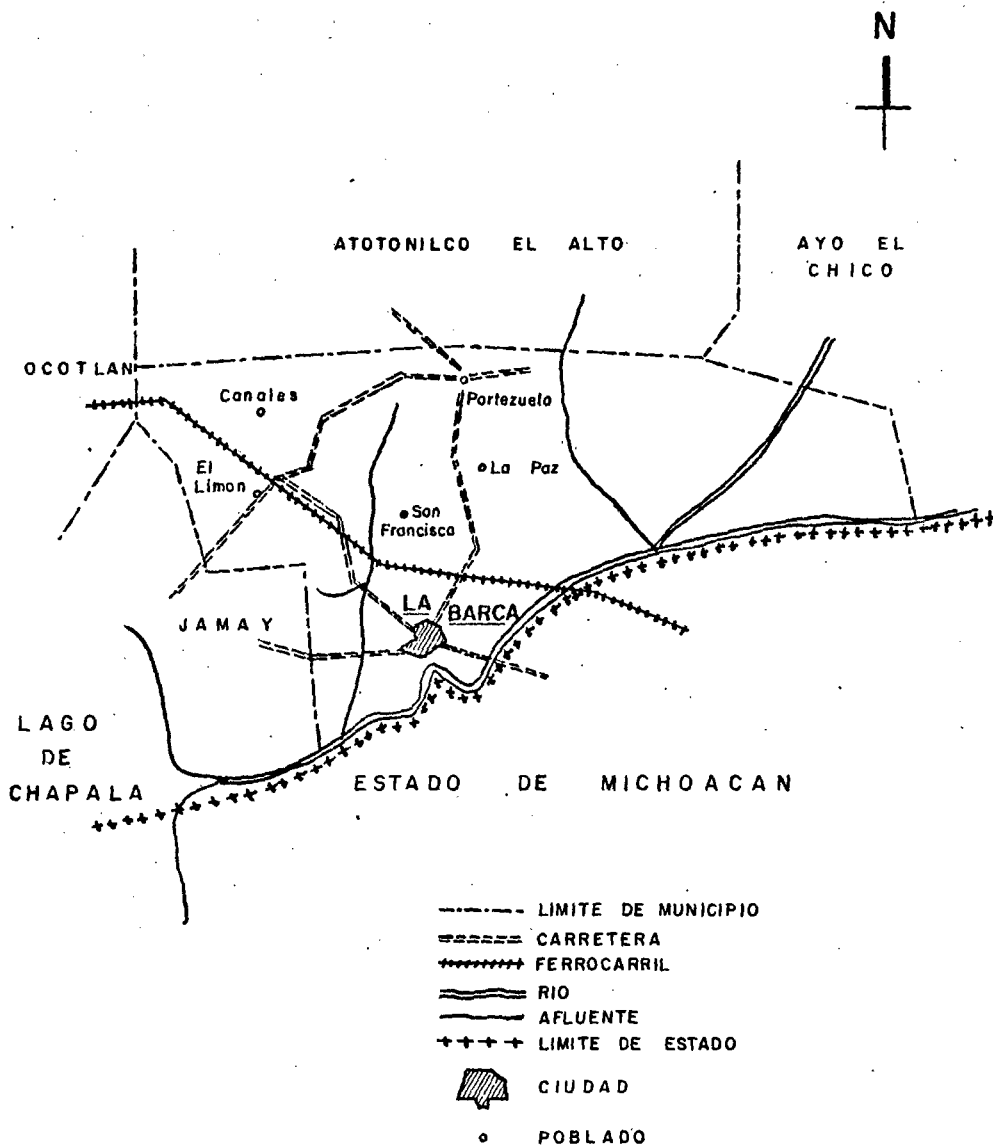 N
ATOTONILCO EL ALTO
AYO EL
CHICO
OCOTLAN
Canales
Portezuelo
El
Limon
La Paz
San
Francisca
LA BARCA
JAMAY
LAGO
DE
CHAPALA
ESTADO DE MICHOACAN
LIMITE DE MUNICIPIO
CARRETERA
FERROCARRIL
RIO
AFLUENTE
LIMITE DE ESTADO
CIUDAD
POBLADO